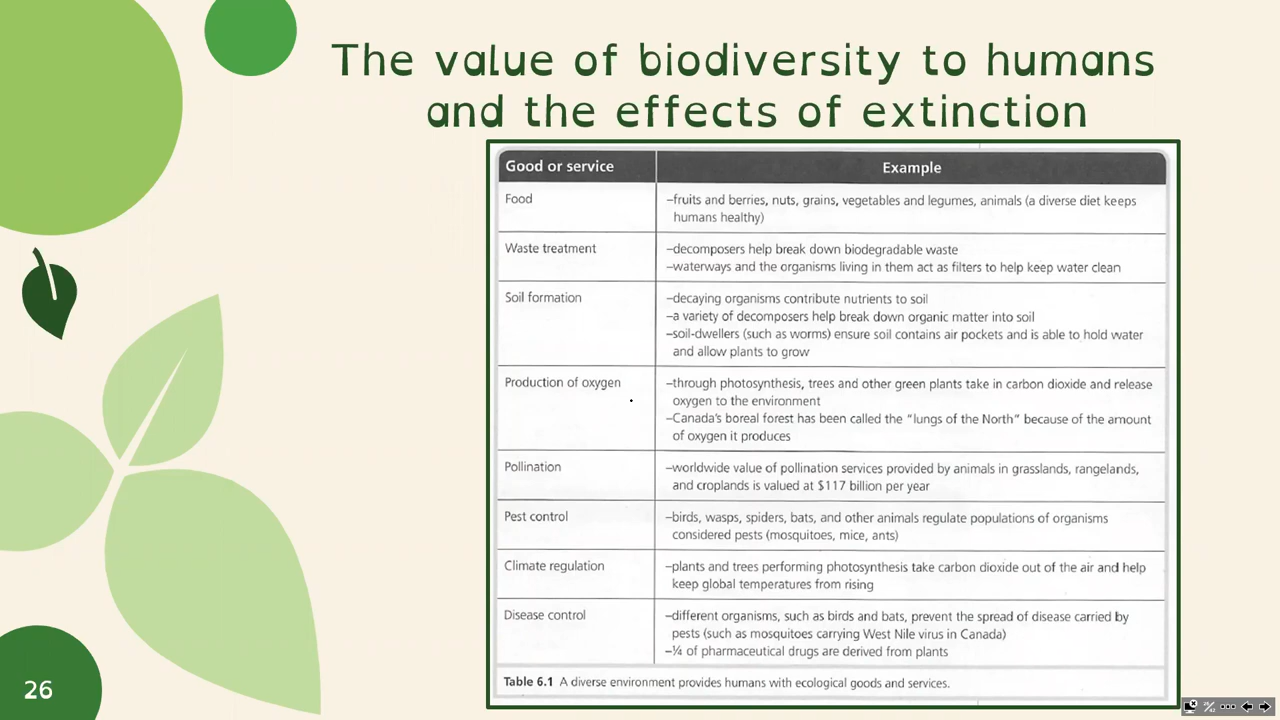 The value of biodiversity to humans
and the effects of extinction
Good or service Example
Food
–fruits and berries, nuts, grains, vegetables and legumes, animals (a diverse diet keeps
humans healthy)
Waste treatment
–decomposers help break down biodegradable waste
–waterways and the organisms living in them act as filters to help keep water clean
Soil formation
–decaying organisms contribute nutrients to soil
–a variety of decomposers help break down organic matter into soil
–soil-dwellers (such as worms) ensure soil contains air pockets and is able to hold water
and allow plants to grow
Production of oxygen
–through photosynthesis, trees and other green plants take in carbon dioxide and release
oxygen to the environment
–Canada's boreal forest has been called the "lungs of the North" because of the amount
of oxygen it produces
Pollination
–worldwide value of pollination services provided by animals in grasslands, rangelands,
and croplands is valued at $117 billion per year
Pest control
–birds, wasps, spiders, bats, and other animals regulate populations of organisms
considered pests (mosquitoes, mice, ants)
Climate regulation
–plants and trees performing photosynthesis take carbon dioxide out of the air and help
keep global temperatures from rising
Disease control
–different organisms, such as birds and bats, prevent the spread of disease carried by
pests (such as mosquitoes carrying West Nile virus in Canada)
–¼ of pharmaceutical drugs are derived from plants
Table 6.1 A diverse environment provides humans with ecological goods and services.
26